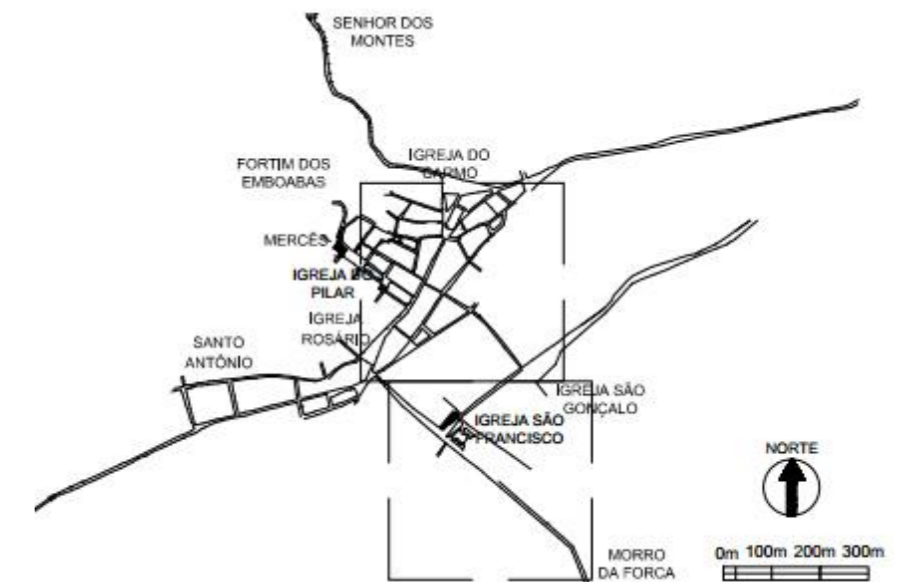 SENHOR DOS
MONTES
IGREJA DO
CARMO
FORTIM DOS
EMBOABAS
MERCÊS
IGREJA DO
PILAR
IGREJA
ROSÁRIO
SANTO
ANTÔNIO
IGREJA SÃO
GONÇALO
IGREJA SÃO
FRANCISCO
NORTE
0m 100m 200m 300m
MORRO
DA FORCA